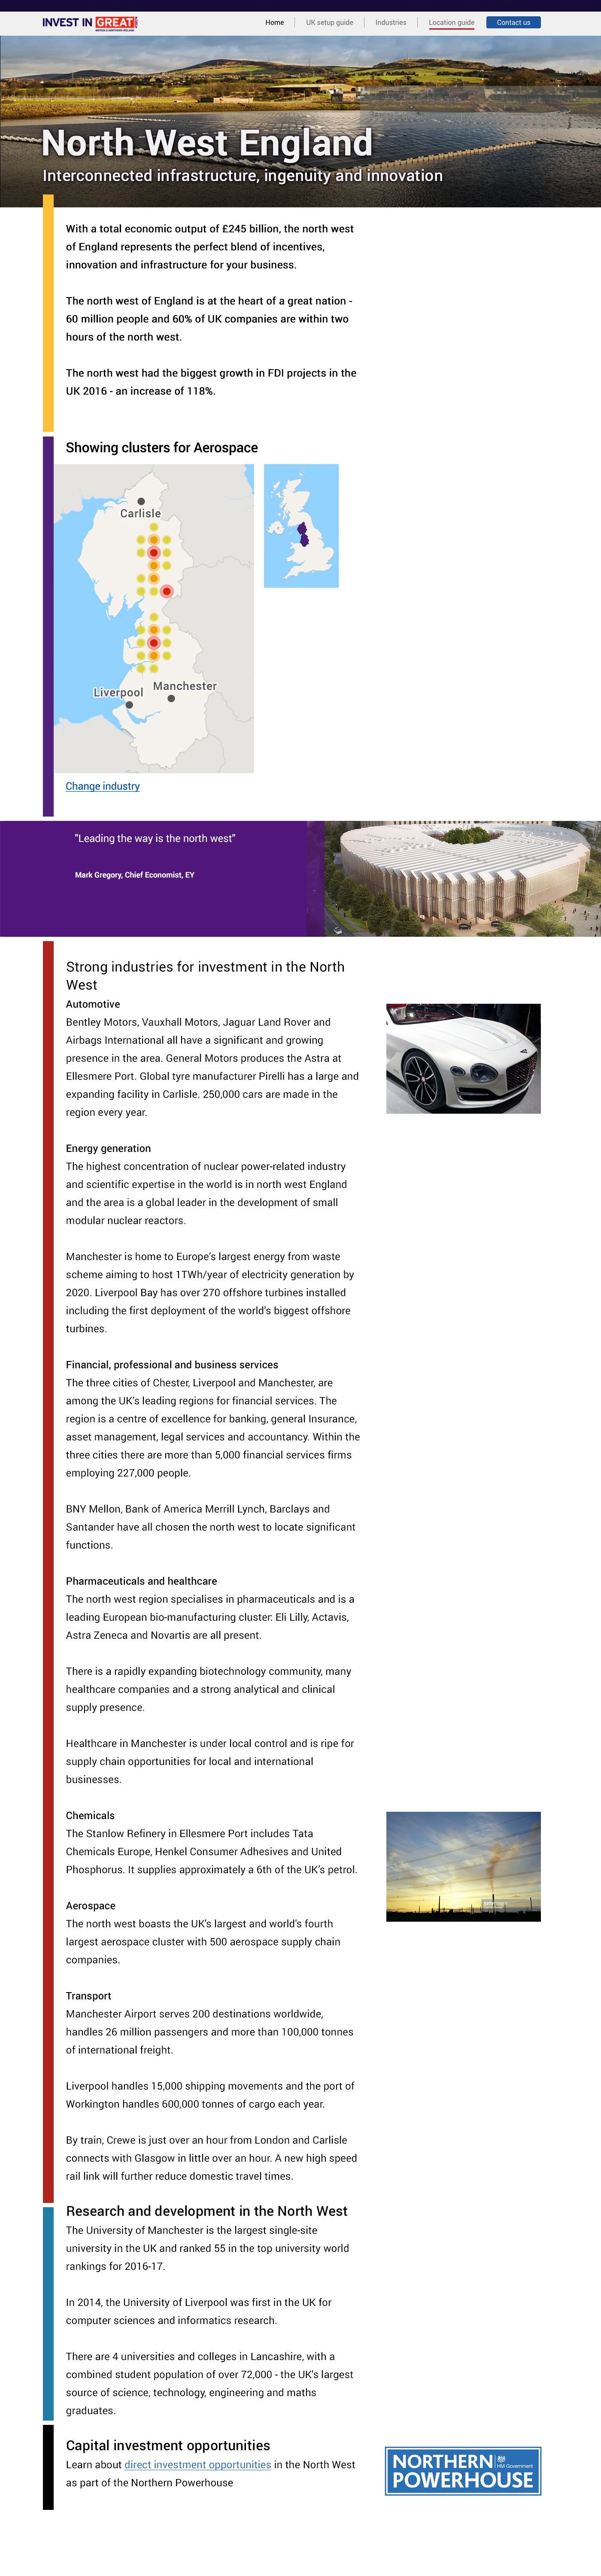 INVEST IN GREAT
BRITAIN & NORTHERN IRELAND
Home
UK setup guide
Industries
Location guide
Contact us
North West England
Interconnected infrastructure, ingenuity and innovation
With a total economic output of £245 billion, the north west
of England represents the perfect blend of incentives,
innovation and infrastructure for your business.
The north west of England is at the heart of a great nation -
60 million people and 60% of UK companies are within two
hours of the north west.
The north west had the biggest growth in FDI projects in the
UK 2016 - an increase of 118%.
Showing clusters for Aerospace
Carlisle
Manchester
Liverpool
Change industry
"Leading the way is the north west"
Mark Gregory, Chief Economist, EY
Strong industries for investment in the North
West
Automotive
Bentley Motors, Vauxhall Motors, Jaguar Land Rover and
Airbags International all have a significant and growing
presence in the area. General Motors produces the Astra at
Ellesmere Port. Global tyre manufacturer Pirelli has a large and
expanding facility in Carlisle. 250,000 cars are made in the
region every year.
Energy generation
The highest concentration of nuclear power-related industry
and scientific expertise in the world is in north west England
and the area is a global leader in the development of small
modular nuclear reactors.
Manchester is home to Europe's largest energy from waste
scheme aiming to host 1TWh/year of electricity generation by
2020. Liverpool Bay has over 270 offshore turbines installed
including the first deployment of the world's biggest offshore
turbines.
Financial, professional and business services
The three cities of Chester, Liverpool and Manchester, are
among the UK's leading regions for financial services. The
region is a centre of excellence for banking, general Insurance,
asset management, legal services and accountancy. Within the
three cities there are more than 5,000 financial services firms
employing 227,000 people.
BNY Mellon, Bank of America Merrill Lynch, Barclays and
Santander have all chosen the north west to locate significant
functions.
Pharmaceuticals and healthcare
The north west region specialises in pharmaceuticals and is a
leading European bio-manufacturing cluster: Eli Lilly, Actavis,
Astra Zeneca and Novartis are all present.
There is a rapidly expanding biotechnology community, many
healthcare companies and a strong analytical and clinical
supply presence.
Healthcare in Manchester is under local control and is ripe for
supply chain opportunities for local and international
businesses.
Chemicals
The Stanlow Refinery in Ellesmere Port includes Tata
Chemicals Europe, Henkel Consumer Adhesives and United
Phosphorus. It supplies approximately a 6th of the UK's petrol.
Aerospace
The north west boasts the UK's largest and world's fourth
largest aerospace cluster with 500 aerospace supply chain
companies.
Transport
Manchester Airport serves 200 destinations worldwide,
handles 26 million passengers and more than 100,000 tonnes
of international freight.
Liverpool handles 15,000 shipping movements and the port of
Workington handles 600,000 tonnes of cargo each year.
By train, Crewe is just over an hour from London and Carlisle
connects with Glasgow in little over an hour. A new high speed
rail link will further reduce domestic travel times.
Research and development in the North West
The University of Manchester is the largest single-site
university in the UK and ranked 55 in the top university world
rankings for 2016-17.
In 2014, the University of Liverpool was first in the UK for
computer sciences and informatics research.
There are 4 universities and colleges in Lancashire, with a
combined student population of over 72,000 - the UK's largest
source of science, technology, engineering and maths
graduates.
Capital investment opportunities
Learn about direct investment opportunities in the North West
as part of the Northern Powerhouse
NORTHERN
HM Government
POWERHOUSE